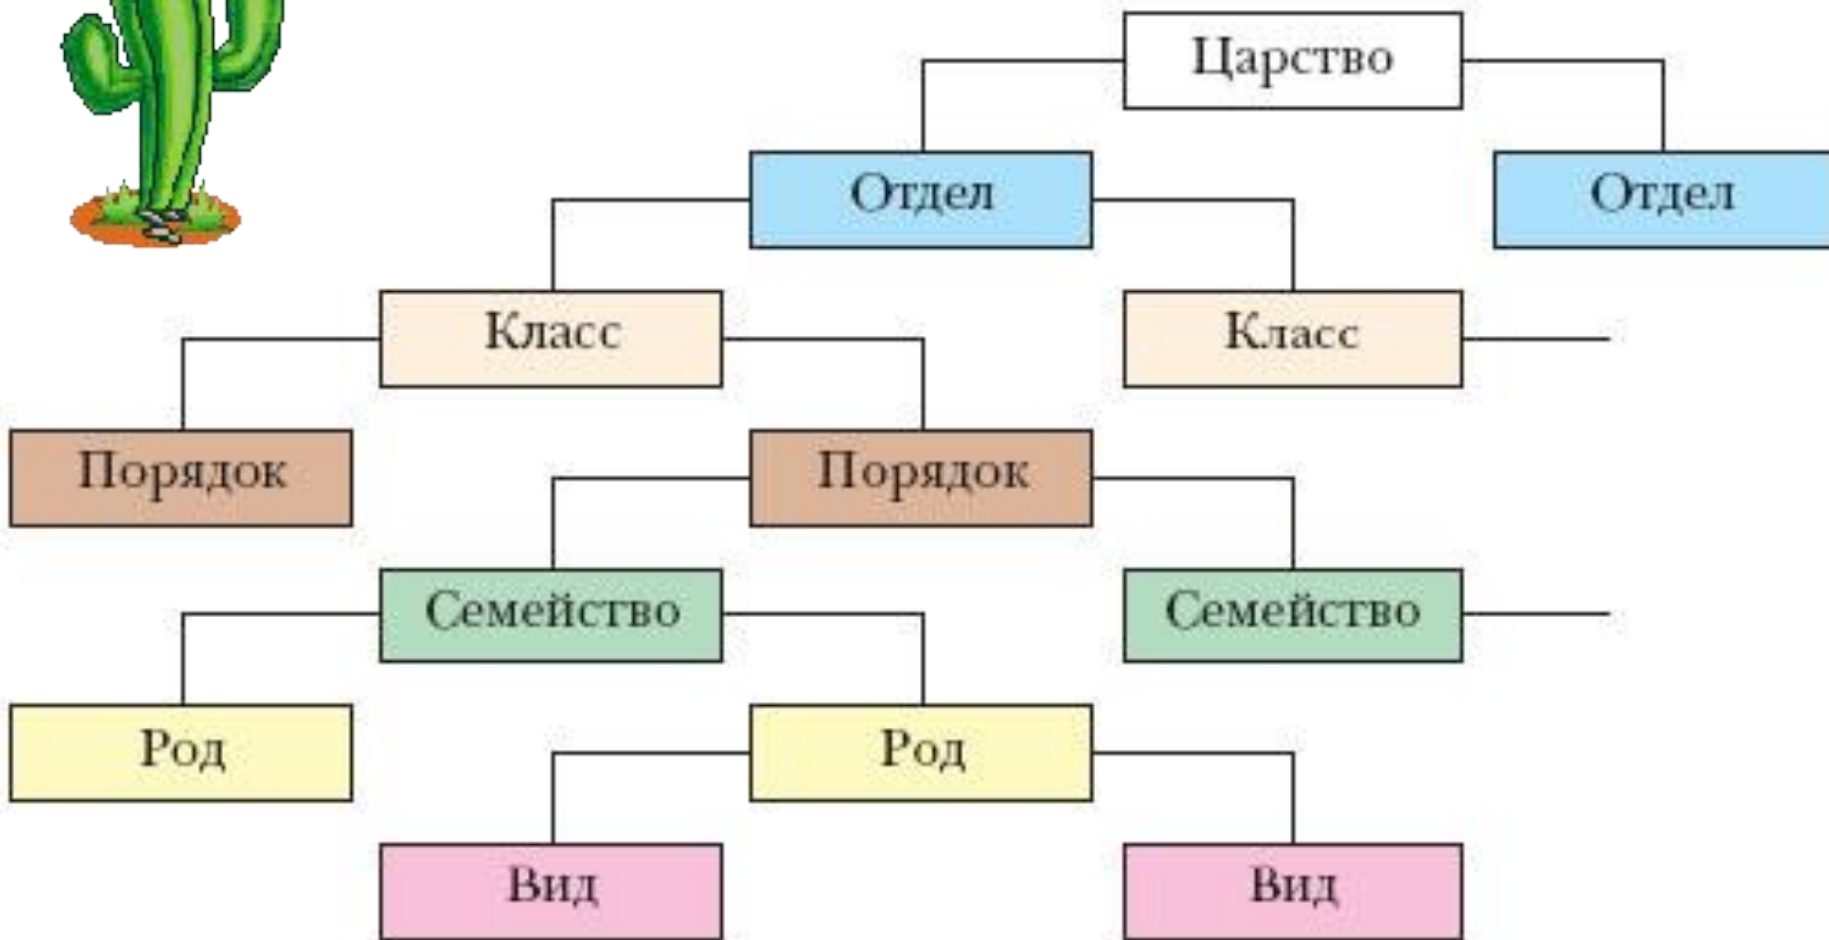 Царство
Отдел
Отдел
Класс
Класс
Порядок
Порядок
Семейство
Семейство
Род
Род
Вид
Вид